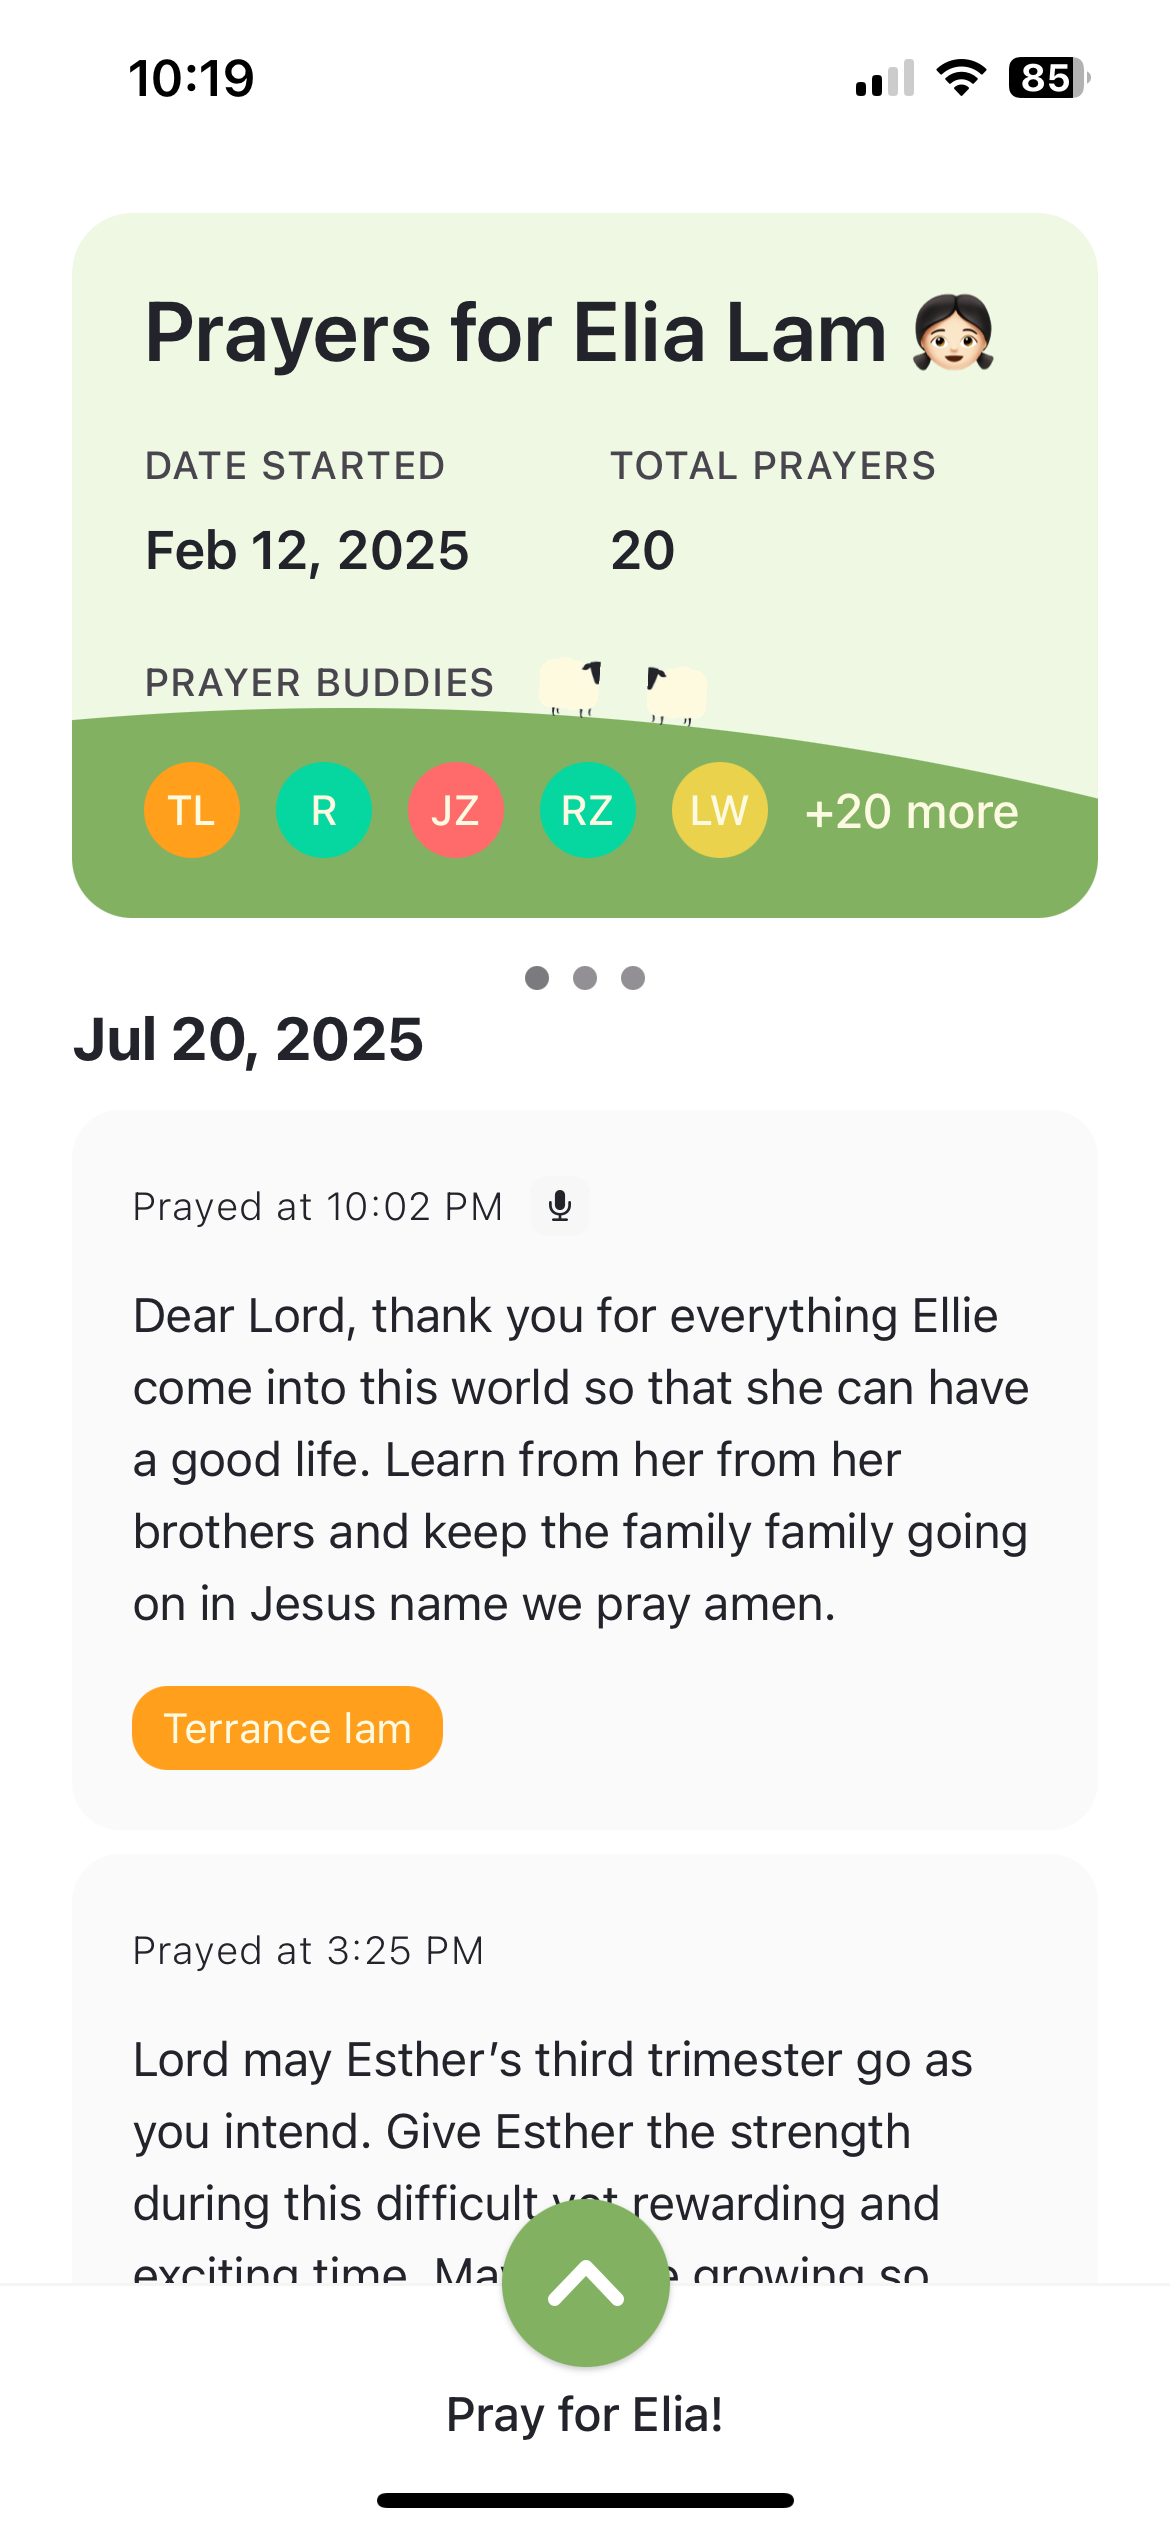 10:19
85
Prayers for Elia Lam
DATE STARTED
TOTAL PRAYERS
Feb 12, 2025
20
PRAYER BUDDIES
TL R JZ RZ LW +20 more
Jul 20, 2025
Prayed at 10:02 PM
Dear Lord, thank you for everything Ellie
come into this world so that she can have
a good life. Learn from her from her
brothers and keep the family family going
on in Jesus name we pray amen.
Terrance lam
Prayed at 3:25 PM
Lord may Esther’s third trimester go as
you intend. Give Esther the strength
during this difficult yet rewarding and
exciting time. growing so
Pray for Elia!